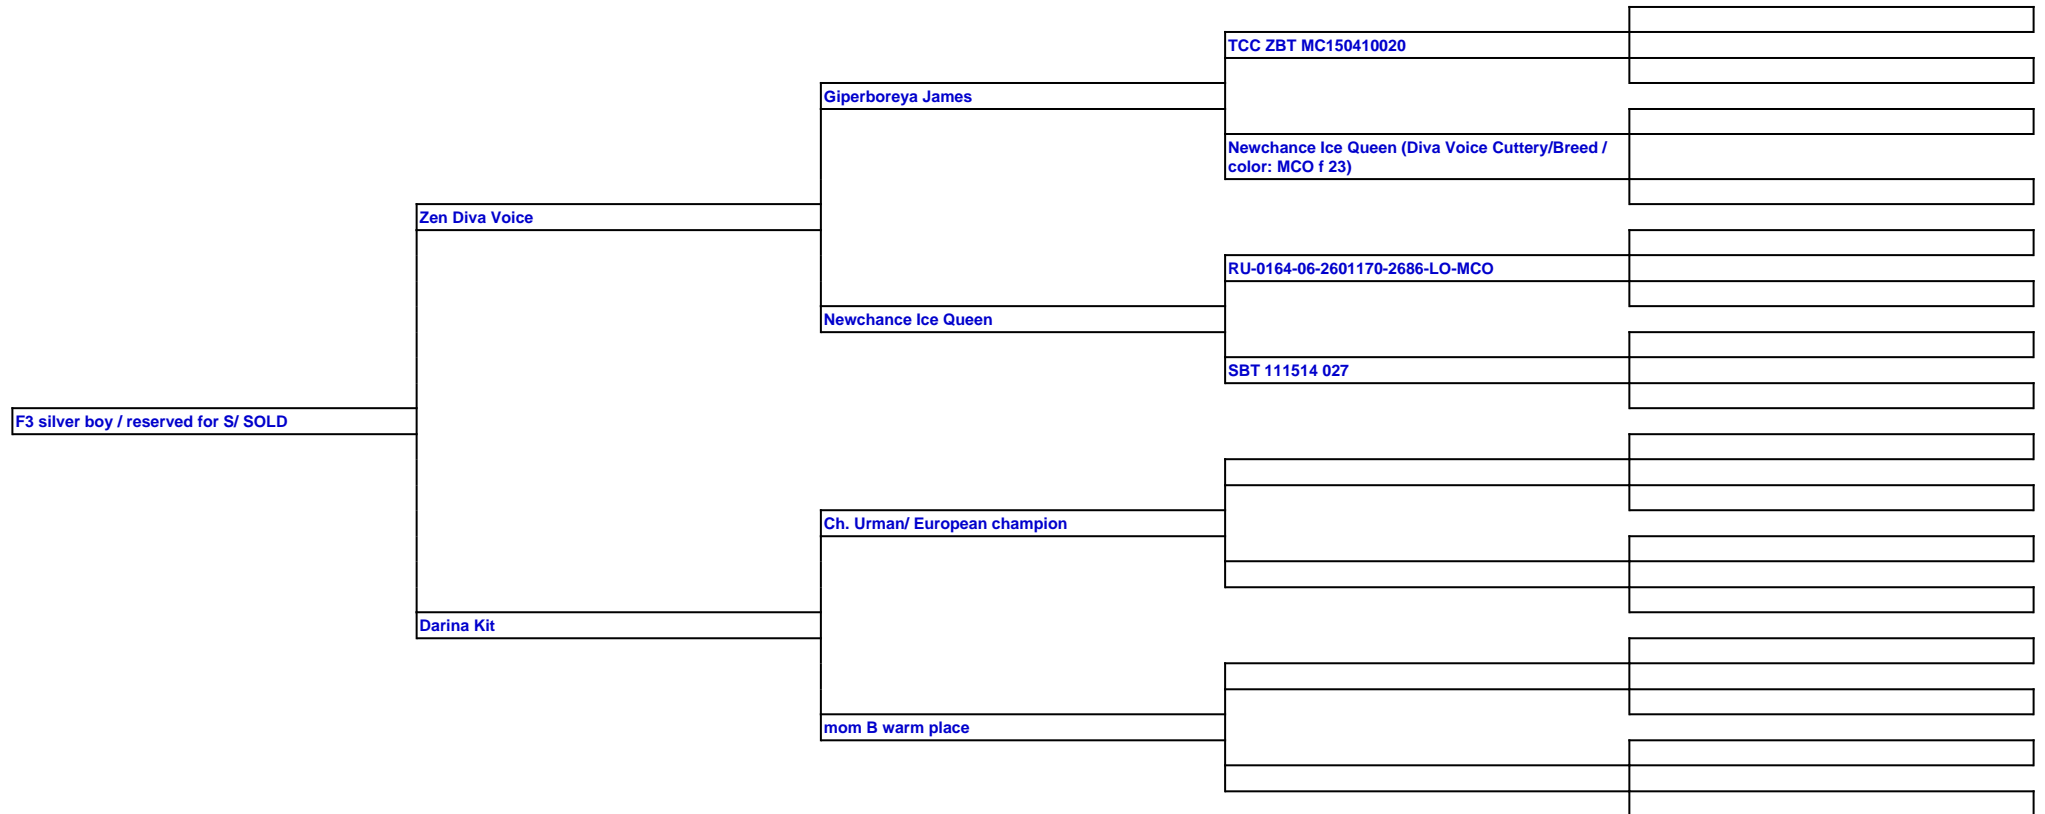 TCC ZBT MC150410020
Giperboreya James
Newchance Ice Queen (Diva Voice Cuttery/Breed /
color: MCO f 23)
Zen Diva Voice
RU-0164-06-2601170-2686-LO-MCO
Newchance Ice Queen
SBT 111514 027
F3 silver boy / reserved for S/ SOLD
Ch. Urman/ European champion
Darina Kit
mom B warm place